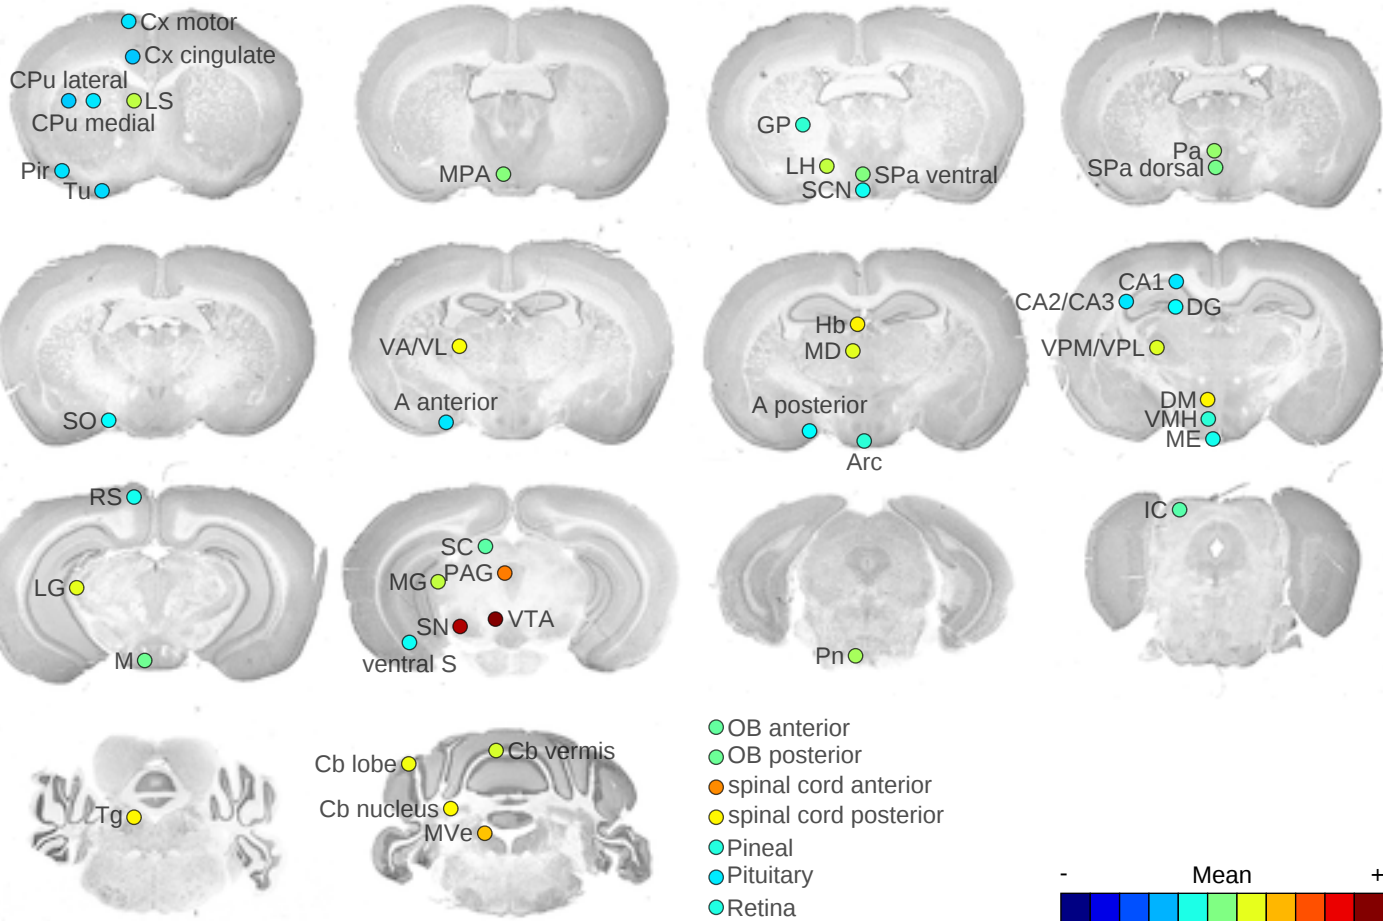 Cx motor
Cx cingulate
CPu lateral
LS
CPu medial
Pir
Tu
MPA
GP
LH
SPa ventral
SCN
Pa
SPa dorsal
SO
VA/VL
A anterior
Hb
MD
A posterior
Arc
CA1
CA2/CA3
DG
VPM/VPL
DM
VMH
ME
RS
LG
M
SC
PAG
MG
SN
VTA
ventral S
Pn
IC
Tg
Cb lobe
Cb vermis
Cb nucleus
MVe
OB anterior
OB posterior
spinal cord anterior
spinal cord posterior
Pineal
Pituitary
Retina
- Mean +